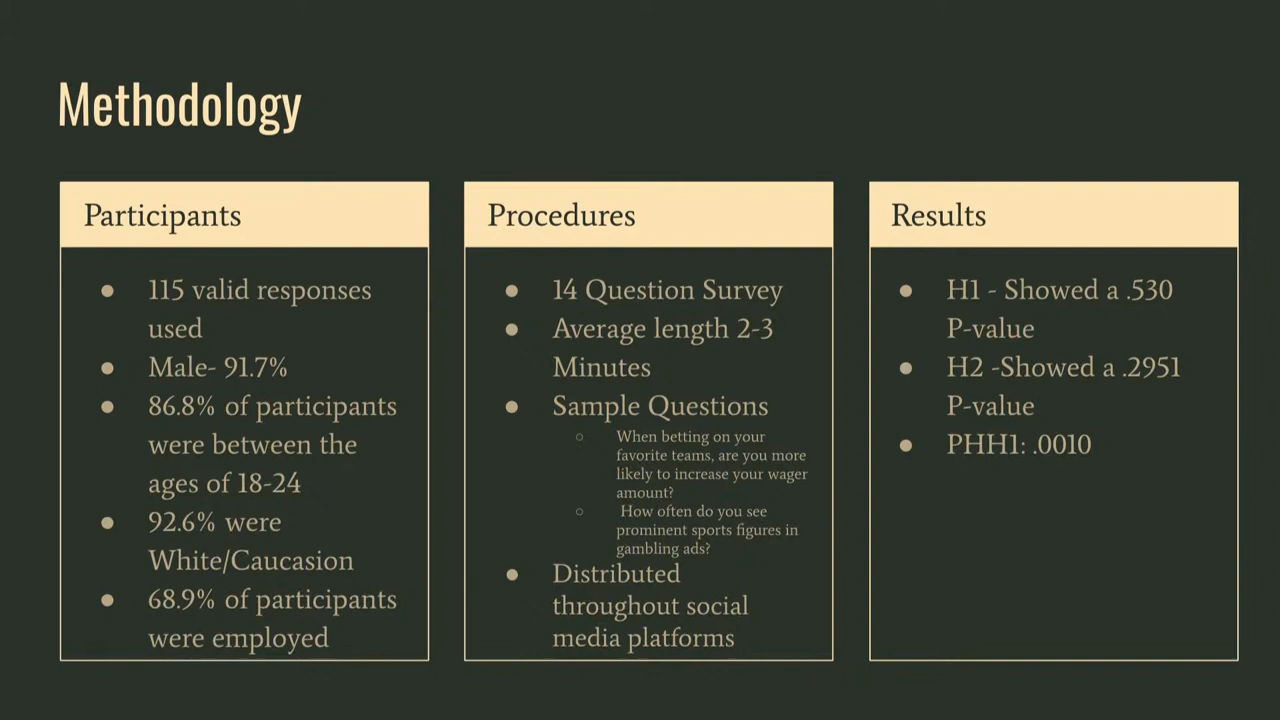 Methodology
Participants
115 valid responses
used
Male- 91.7%
86.8% of participants
were between the
ages of 18-24
92.6% were
White/Caucasion
68.9% of participants
were employed
Procedures
14 Question Survey
Average length 2-3
Minutes
Sample Questions
When betting on your
favorite teams, are you more
likely to increase your wager
amount?
How often do you see
prominent sports figures in
gambling ads?
Distributed
throughout social
media platforms
Results
H1 - Showed a .530
P-value
H2 -Showed a .2951
P-value
PHH1: .0010